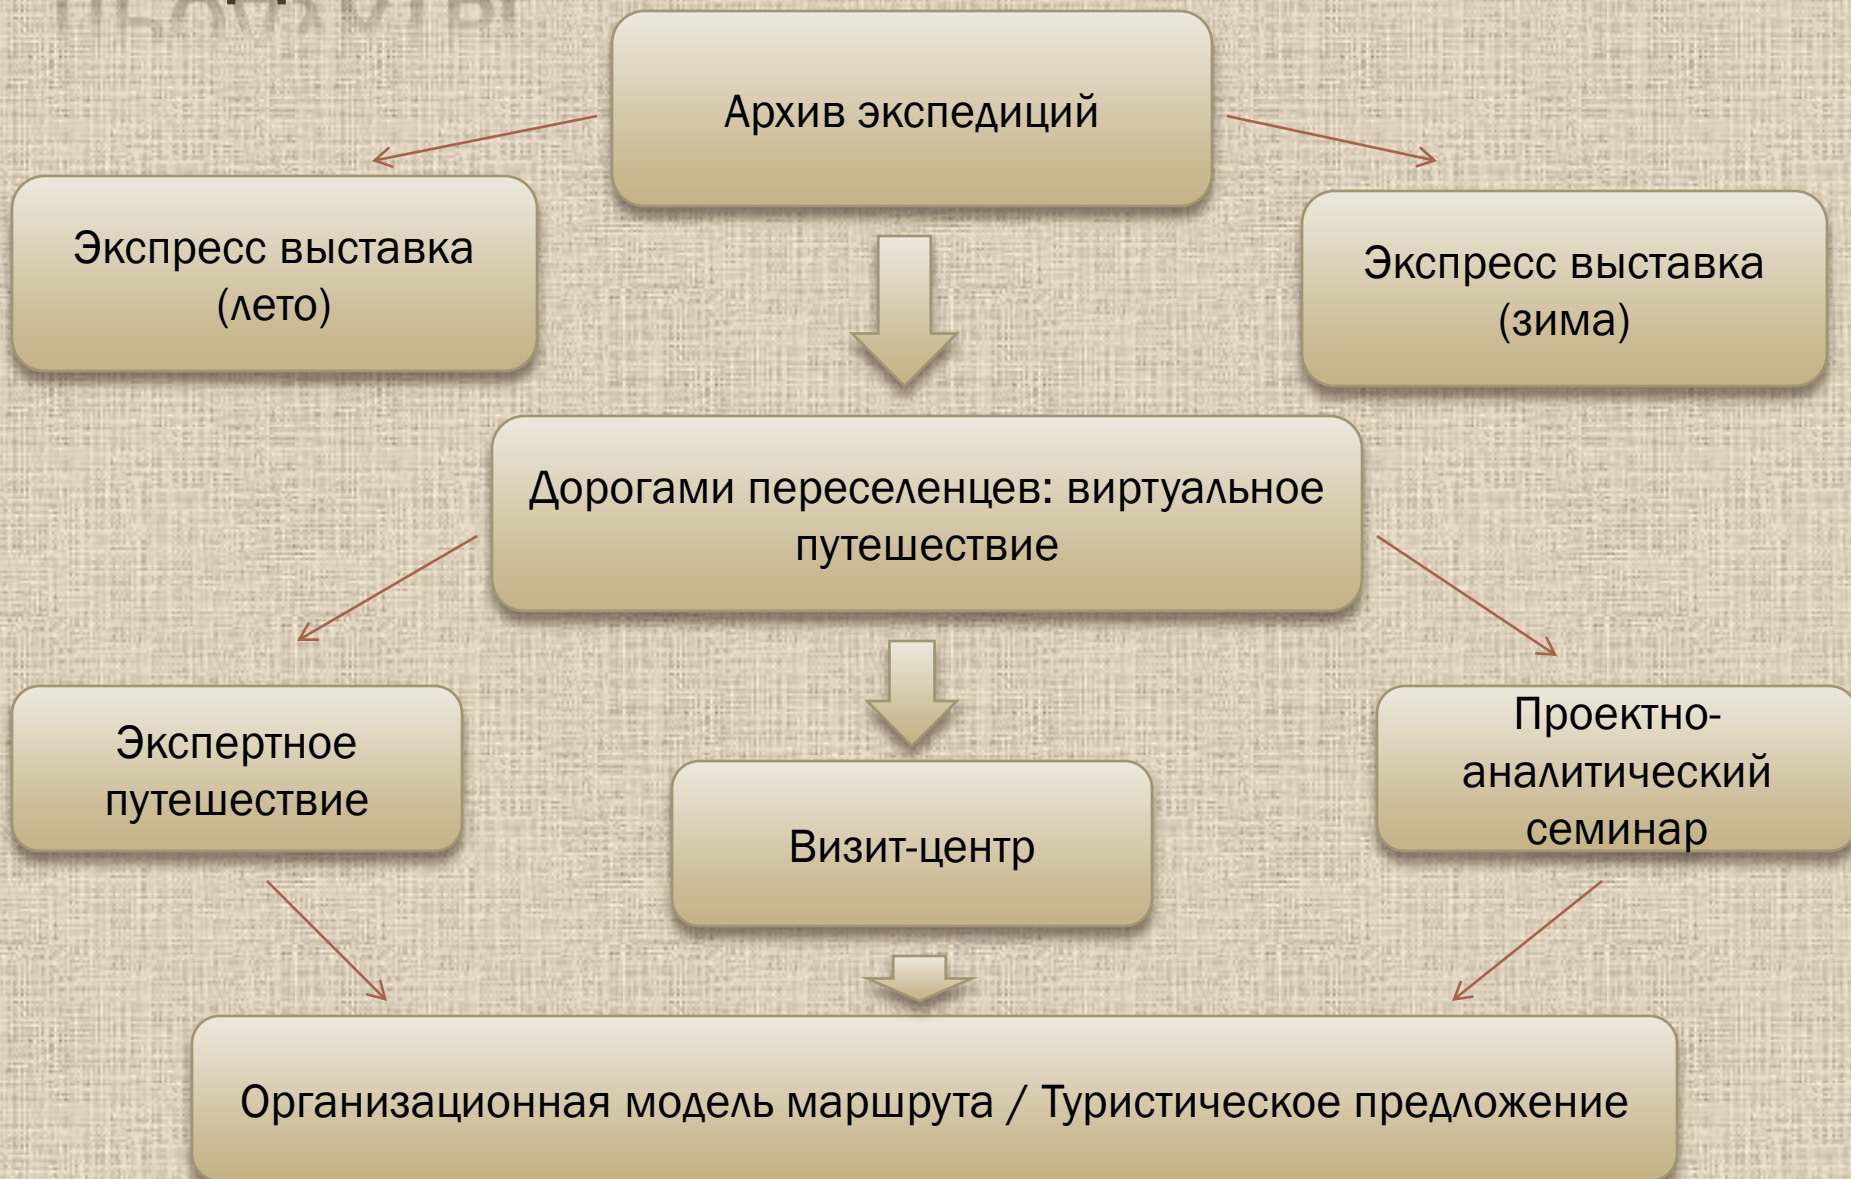 Архив экспедиций
Экспресс выставка
(лето)
Экспресс выставка
(зима)
Дорогами переселенцев: виртуальное
путешествие
Экспертное
путешествие
Визит-центр
Проектно-
аналитический
семинар
Организационная модель маршрута / Туристическое предложение